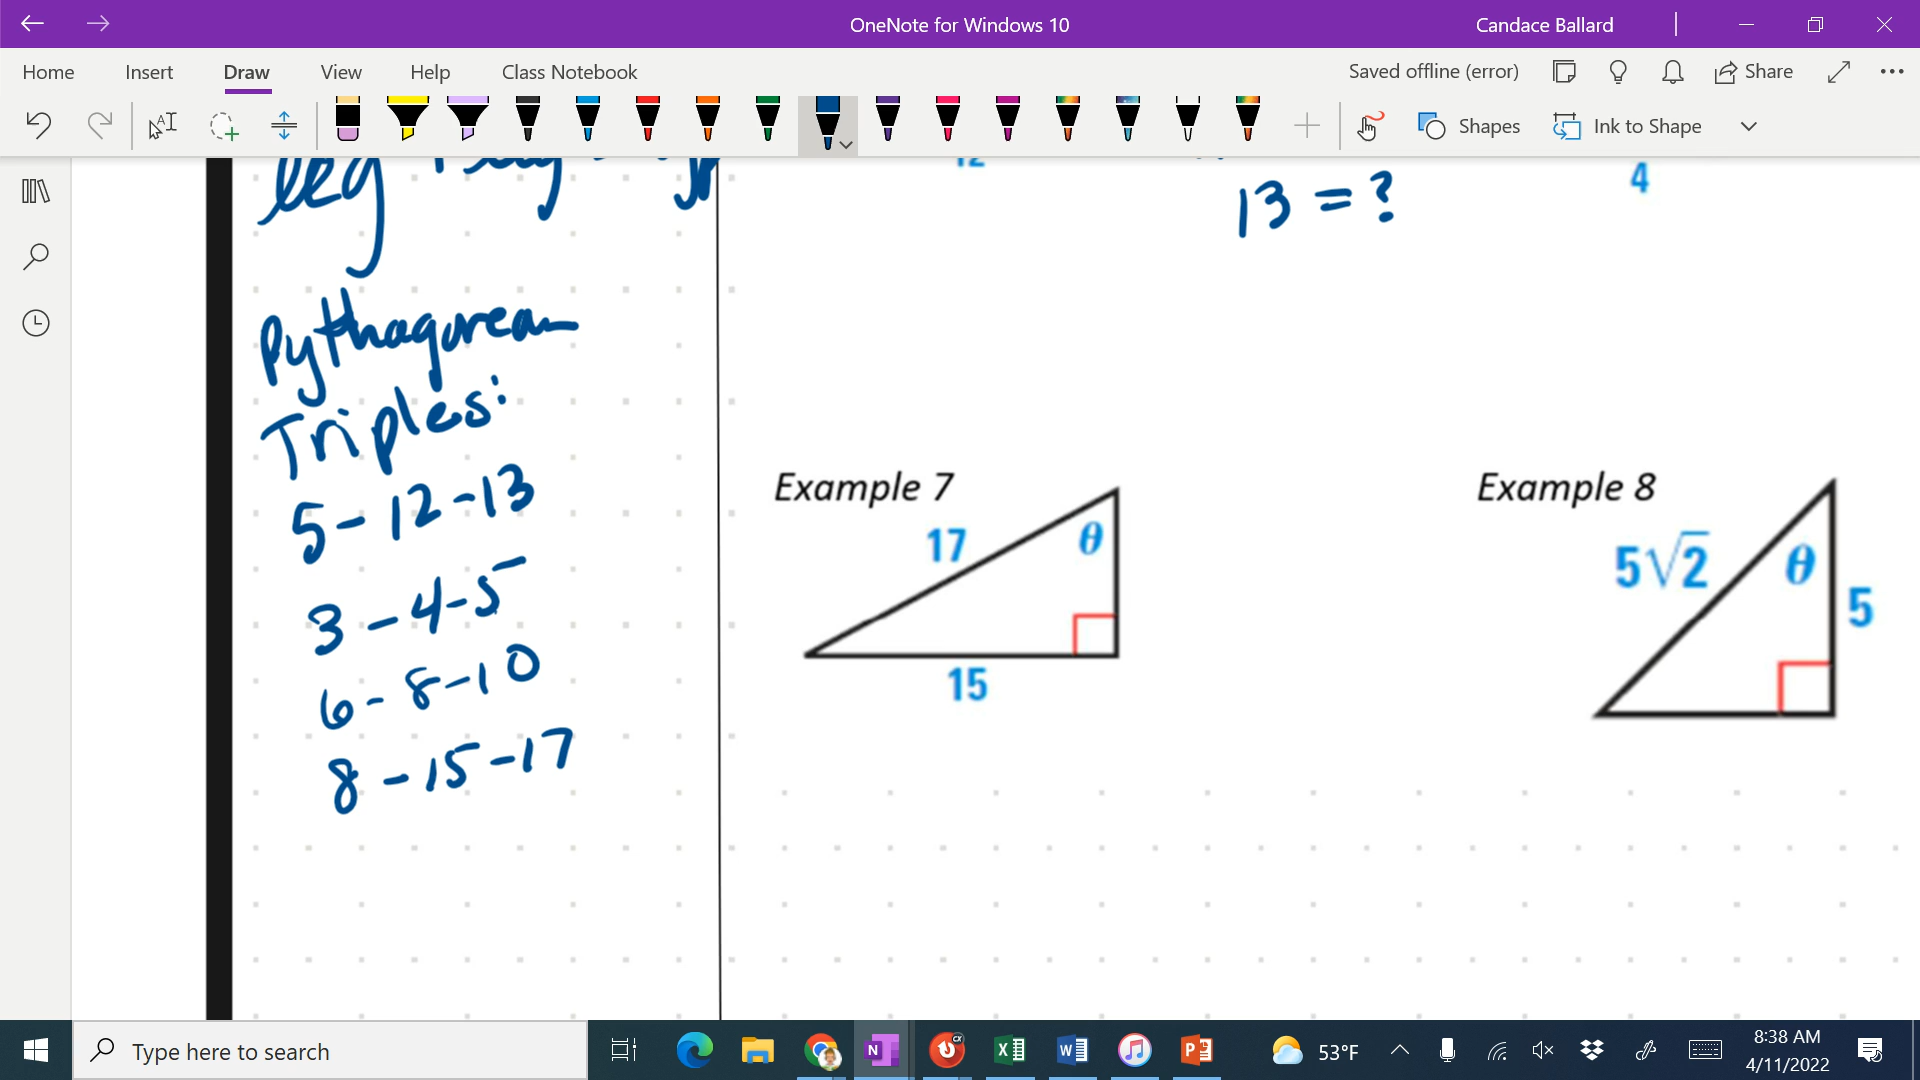 OneNote for Windows 10
Candace Ballard
Home Insert Draw View Help Class Notebook
Saved offline (error)
Share
Shapes
Ink to Shape
leg
12
13 = ?
4
Pythagorean
Triples:
5 - 12 - 13
3 - 4 - 5
6 - 8 - 10
8 - 15 - 17
Example 7
17
θ
15
Example 8
5√2
θ
5
Type here to search
53°F
8:38 AM
4/11/2022